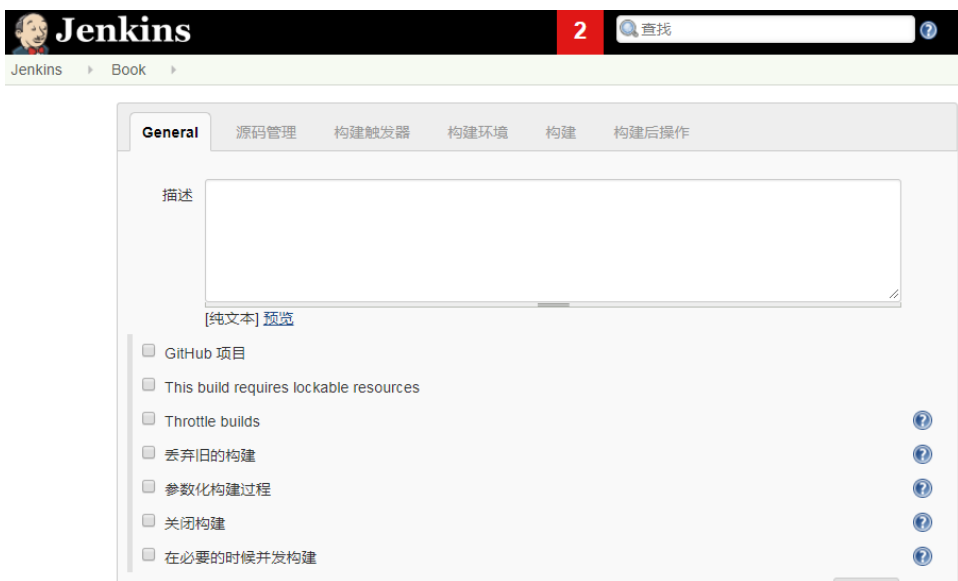 Jenkins 2 查找
Jenkins Book
General 源码管理 构建触发器 构建环境 构建 构建后操作
描述
[纯文本] 预览
GitHub 项目
This build requires lockable resources
Throttle builds
丢弃旧的构建
参数化构建过程
关闭构建
在必要的时候并发构建